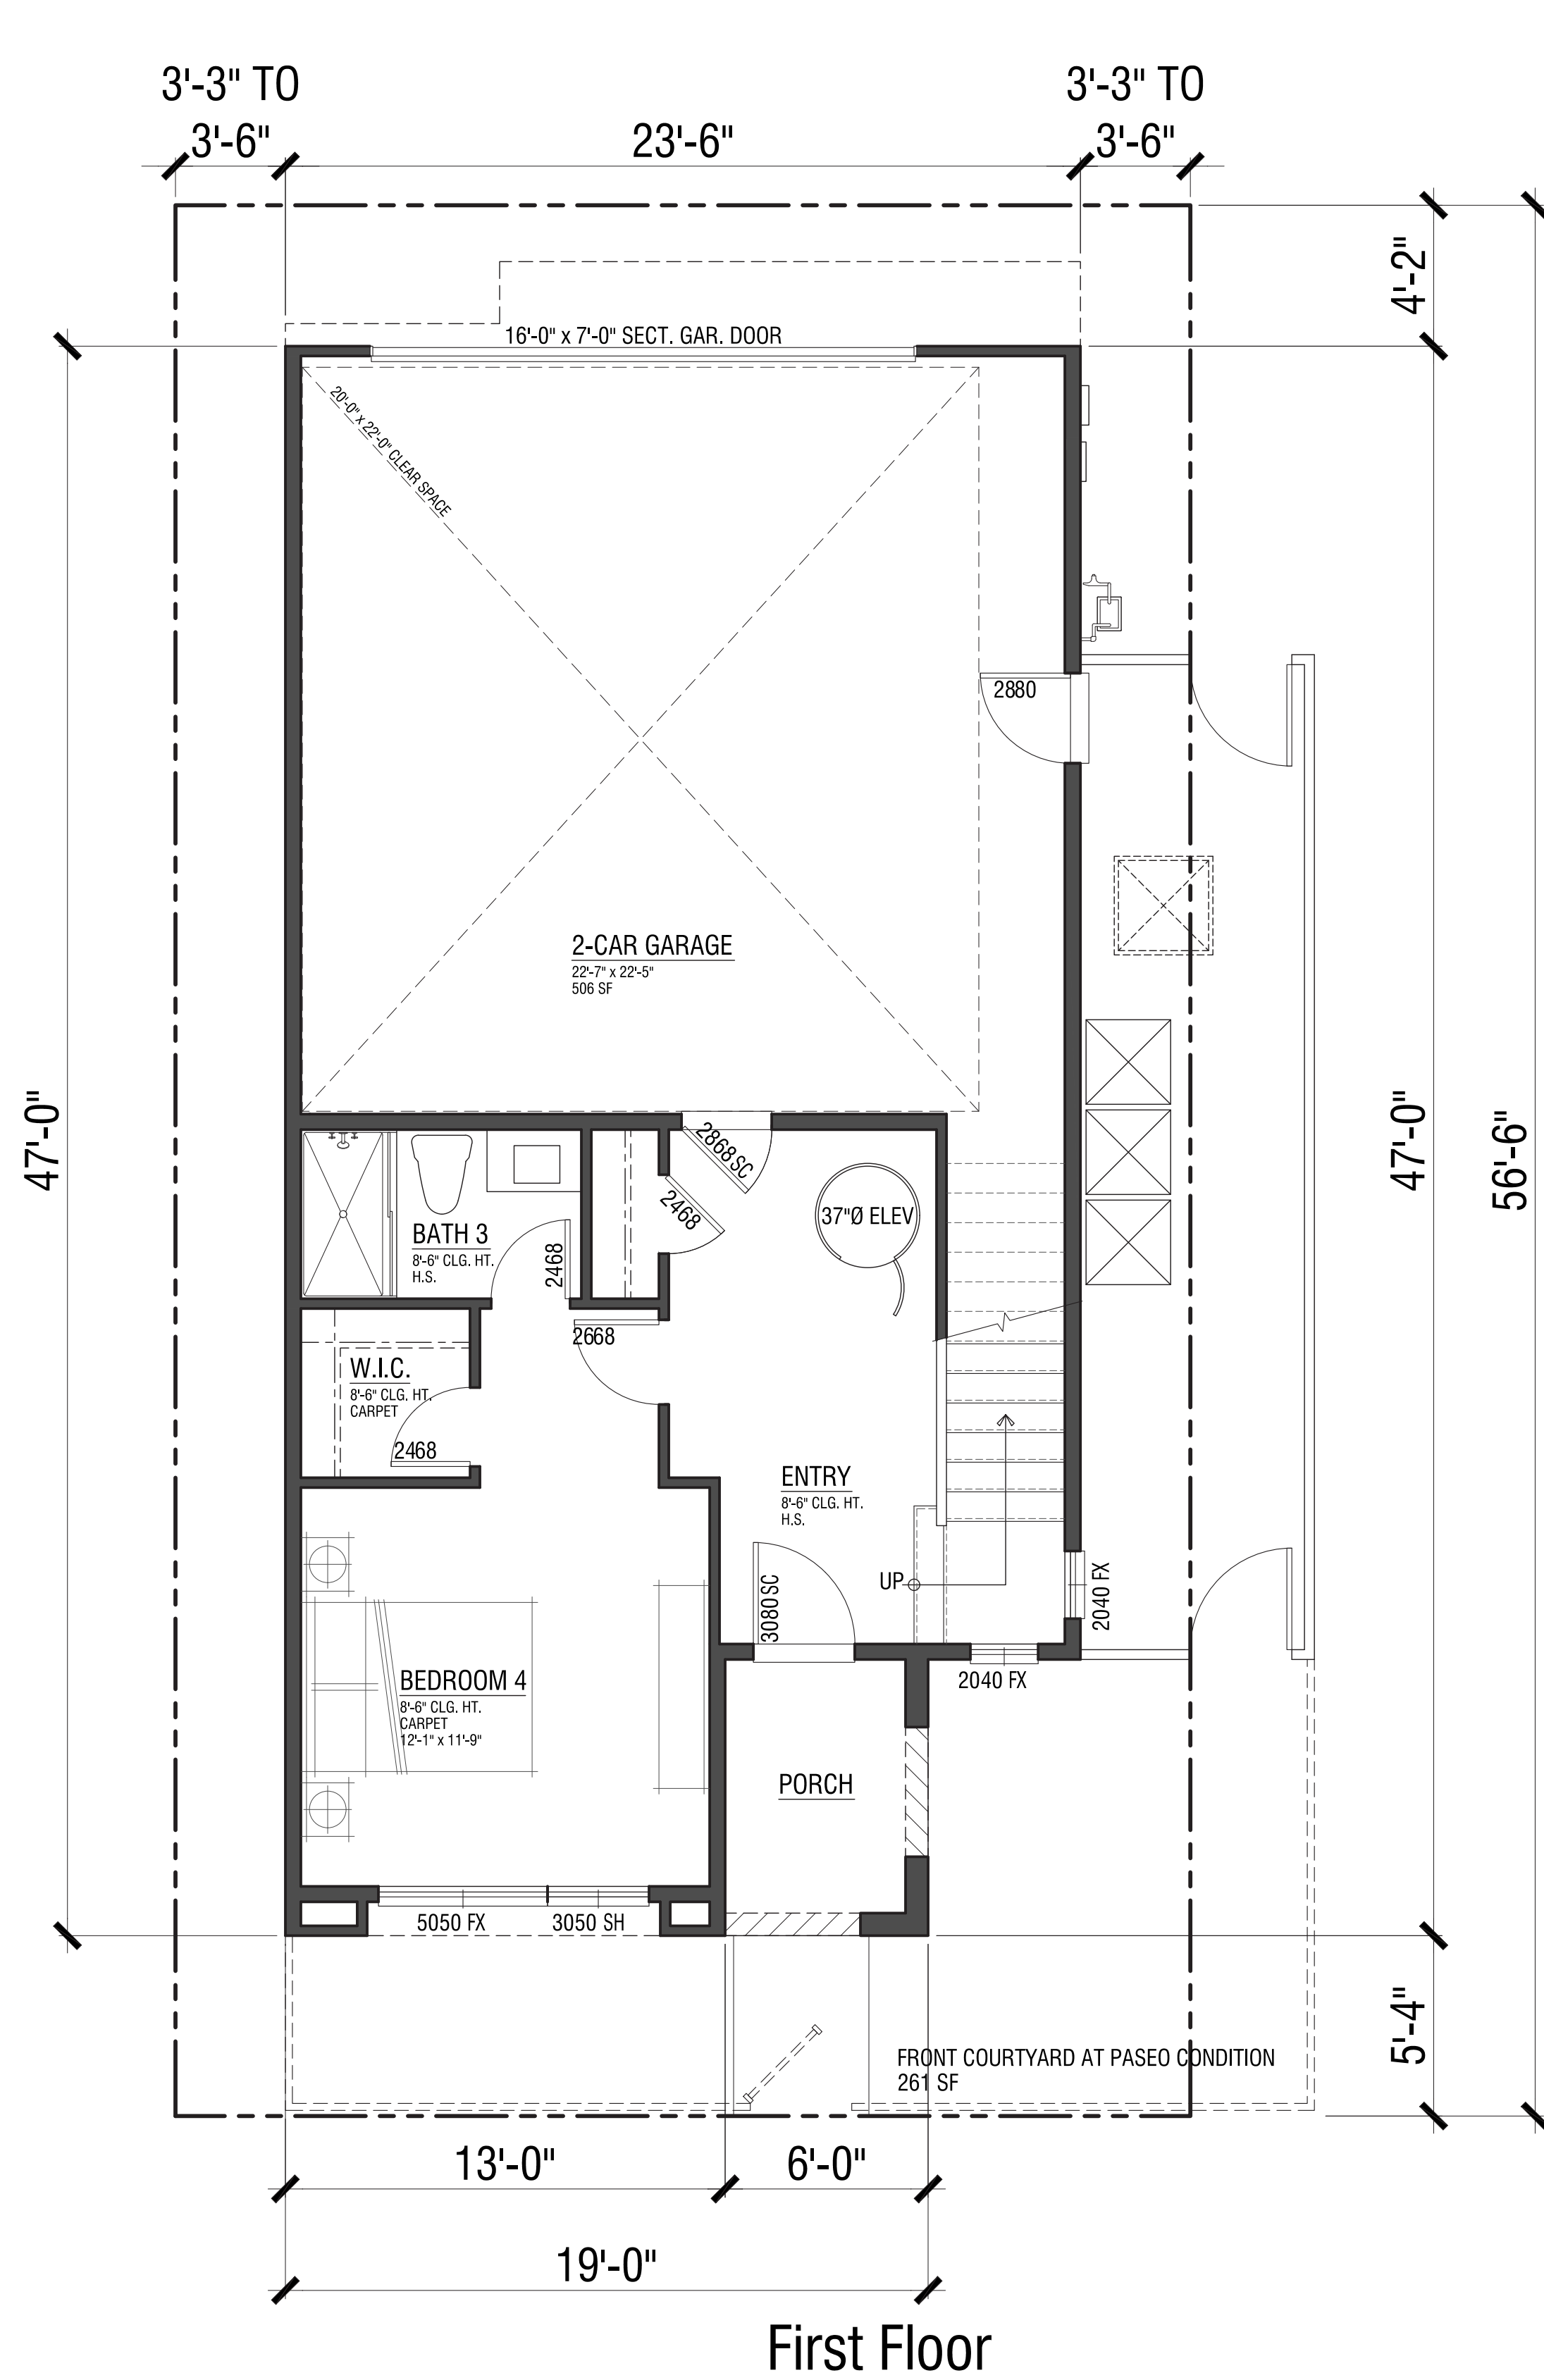 3'-3" TO
3'-6"
23'-6"
3'-3" TO
3'-6"
4'-2"
16'-0" x 7'-0" SECT. GAR. DOOR
20'-0" x 22'-0" CLEAR SPACE
2880
2-CAR GARAGE
22'-7" x 22'-5"
506 SF
47'-0"
47'-0"
56'-6"
2868 SC
2468
37"Ø ELEV
BATH 3
8'-6" CLG. HT.
H.S.
2468
2668
W.I.C.
8'-6" CLG. HT.
CARPET
2468
ENTRY
8'-6" CLG. HT.
H.S.
UP
3080 SC
2040 FX
2040 FX
BEDROOM 4
8'-6" CLG. HT.
CARPET
12'-1" x 11'-9"
PORCH
5050 FX
3050 SH
5'-4"
FRONT COURTYARD AT PASEO CONDITION
261 SF
13'-0"
6'-0"
19'-0"
First Floor